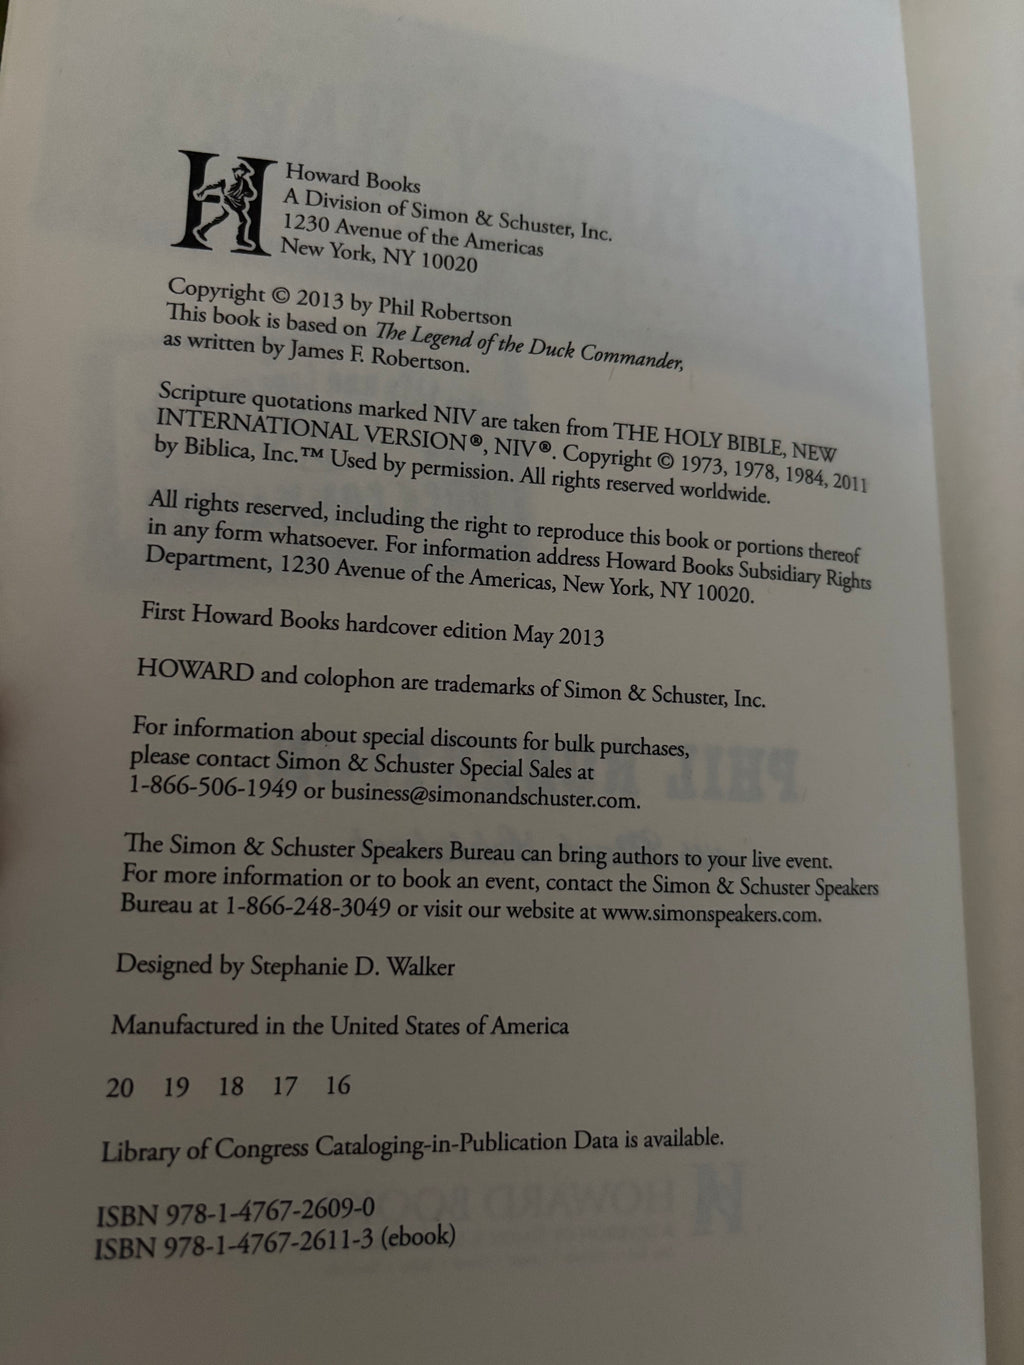 Howard Books
A Division of Simon & Schuster, Inc.
1230 Avenue of the Americas
New York, NY 10020
Copyright © 2013 by Phil Robertson
This book is based on The Legend of the Duck Commander,
as written by James F. Robertson.
Scripture quotations marked NIV are taken from THE HOLY BIBLE, NEW
INTERNATIONAL VERSION®, NIV®. Copyright © 1973, 1978, 1984, 2011
by Biblica, Inc.™ Used by permission. All rights reserved worldwide.
All rights reserved, including the right to reproduce this book or portions thereof
in any form whatsoever. For information address Howard Books Subsidiary Rights
Department, 1230 Avenue of the Americas, New York, NY 10020.
First Howard Books hardcover edition May 2013
HOWARD and colophon are trademarks of Simon & Schuster, Inc.
For information about special discounts for bulk purchases,
please contact Simon & Schuster Special Sales at
1-866-506-1949 or business@simonandschuster.com.
The Simon & Schuster Speakers Bureau can bring authors to your live event.
For more information or to book an event, contact the Simon & Schuster Speakers
Bureau at 1-866-248-3049 or visit our website at www.simonspeakers.com.
Designed by Stephanie D. Walker
Manufactured in the United States of America
20 19 18 17 16
Library of Congress Cataloging-in-Publication Data is available.
ISBN 978-1-4767-2609-0
ISBN 978-1-4767-2611-3 (ebook)